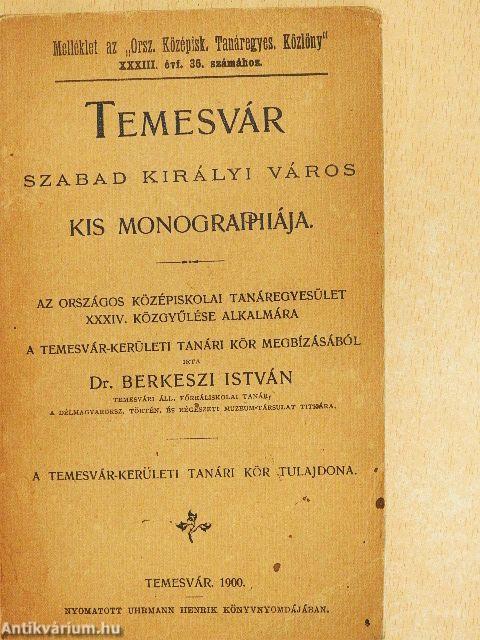 Melléklet az „Orsz. Középisk. Tanáregyes. Közlöny"
XXXIII. évf. 36. számához.
TEMESVÁR
SZABAD KIRÁLYI VÁROS
KIS MONOGRAPHIÁJA.
AZ ORSZÁGOS KÖZÉPISKOLAI TANÁREGYESÜLET
XXXIV. KÖZGYŰLÉSE ALKALMÁRA
A TEMESVÁR-KERÜLETI TANÁRI KÖR MEGBÍZÁSÁBÓL
IRTA
Dr. BERKESZI ISTVÁN
TEMESVÁRI ÁLL. FŐREÁLISKOLAI TANÁR,
A DÉLMAGYARORSZ. TÖRTÉN. ÉS RÉGÉSZETI MUZEUM-TÁRSULAT TITKÁRA.
A TEMESVÁR-KERÜLETI TANÁRI KÖR TULAJDONA.
TEMESVÁR, 1900.
NYOMATOTT UHRMANN HENRIK KÖNYVNYOMDÁJÁBAN.
Antikvárium.hu